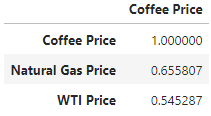 Coffee Price
Coffee Price 1.000000
Natural Gas Price 0.655807
WTI Price 0.545287